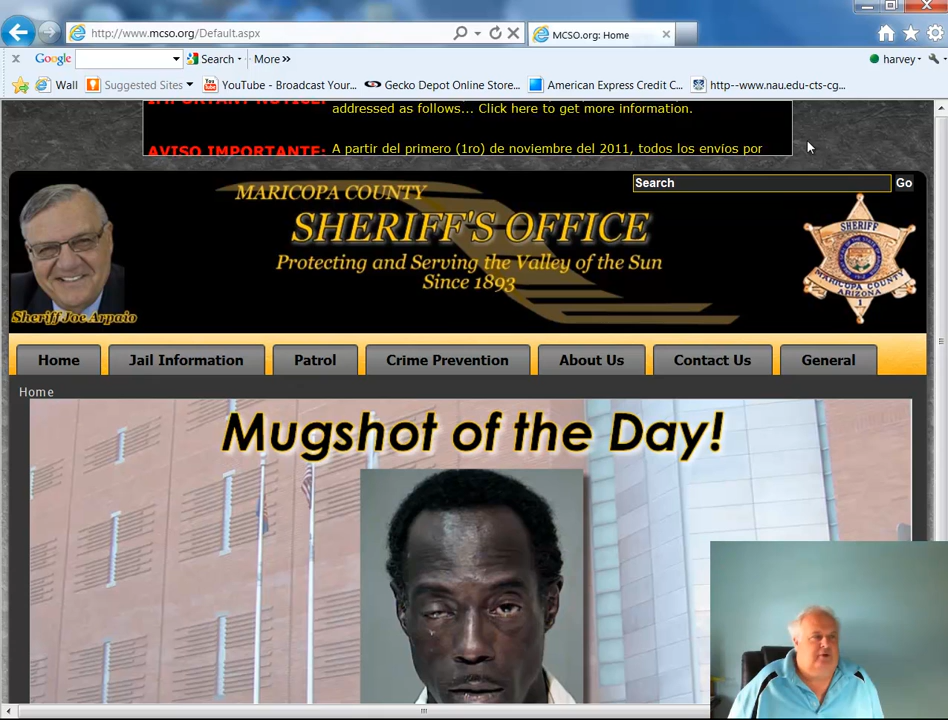 http://www.mcso.org/Default.aspx
MCSO.org: Home
x Google Search More »
harvey
Wall Suggested Sites YouTube - Broadcast Your... Gecko Depot Online Store... American Express Credit C... http--www.nau.edu-cts-cg...
IMPORTANT NOTICE: addressed as follows... Click here to get more information.
AVISO IMPORTANTE: A partir del primero (1ro) de noviembre del 2011, todos los envíos por
Search Go
MARICOPA COUNTY
SHERIFF'S OFFICE
Protecting and Serving the Valley of the Sun
Since 1893
Sheriff Joe Arpaio
SHERIFF
MARICOPA COUNTY
ARIZONA
1
Home Jail Information Patrol Crime Prevention About Us Contact Us General
Home
Mugshot of the Day!